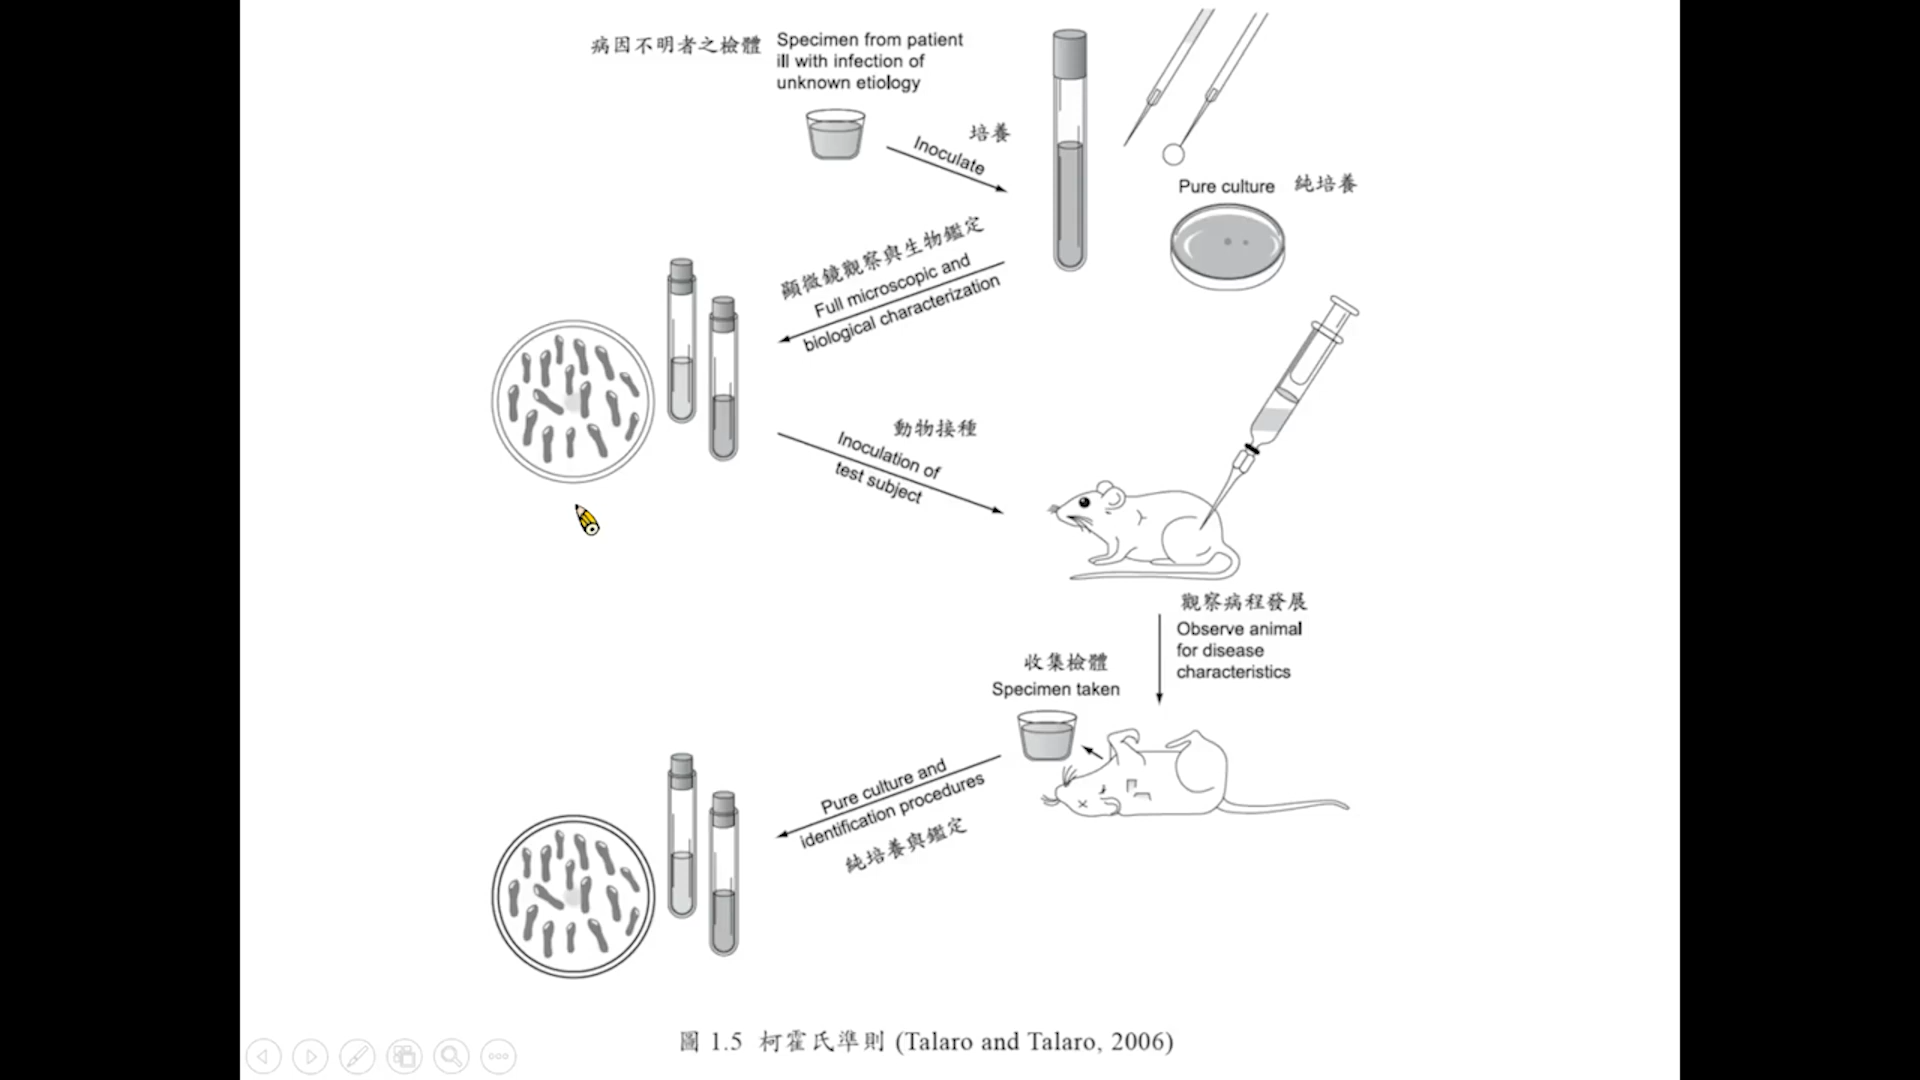 病因不明者之檢體
Specimen from patient
ill with infection of
unknown etiology
培養
Inoculate
Pure culture 純培養
顯微鏡觀察與生物鑑定
Full microscopic and
biological characterization
動物接種
Inoculation of
test subject
觀察病程發展
Observe animal
for disease
characteristics
收集檢體
Specimen taken
Pure culture and
identification procedures
純培養與鑑定
圖 1.5 柯霍氏準則 (Talaro and Talaro, 2006)